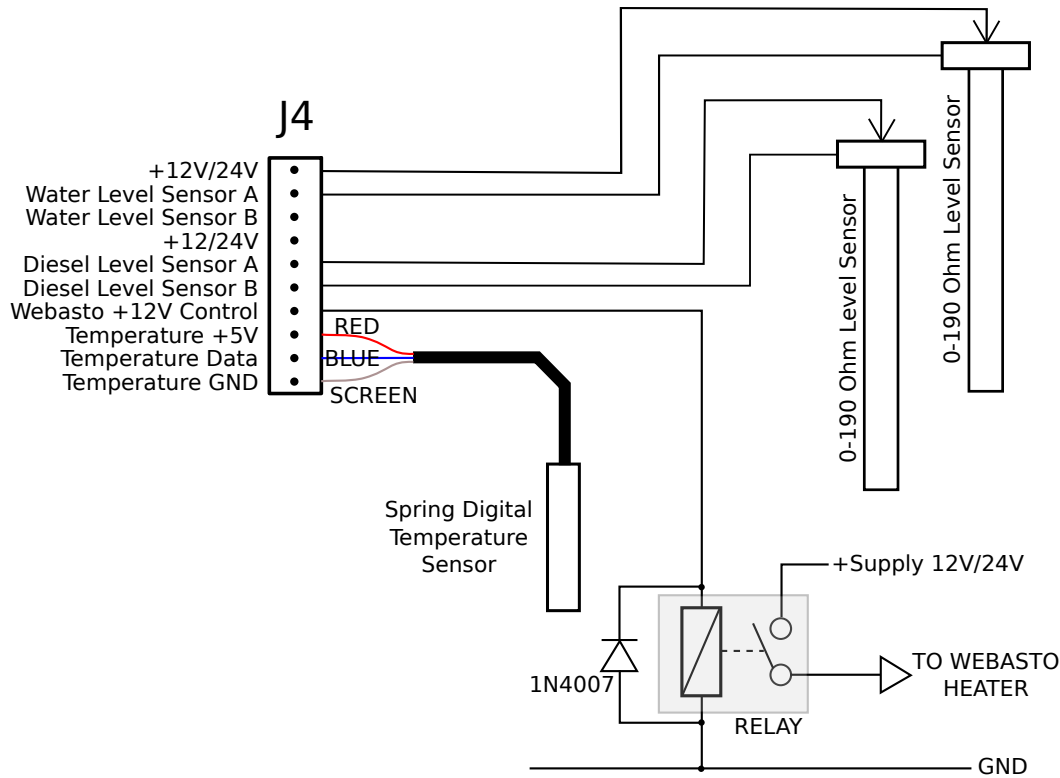 J4
+12V/24V
Water Level Sensor A
Water Level Sensor B
+12/24V
Diesel Level Sensor A
Diesel Level Sensor B
Webasto +12V Control
Temperature +5V
Temperature Data
Temperature GND
RED
BLUE
SCREEN
0-190 Ohm Level Sensor
0-190 Ohm Level Sensor
Spring Digital
Temperature
Sensor
+Supply 12V/24V
1N4007
TO WEBASTO
HEATER
RELAY
GND